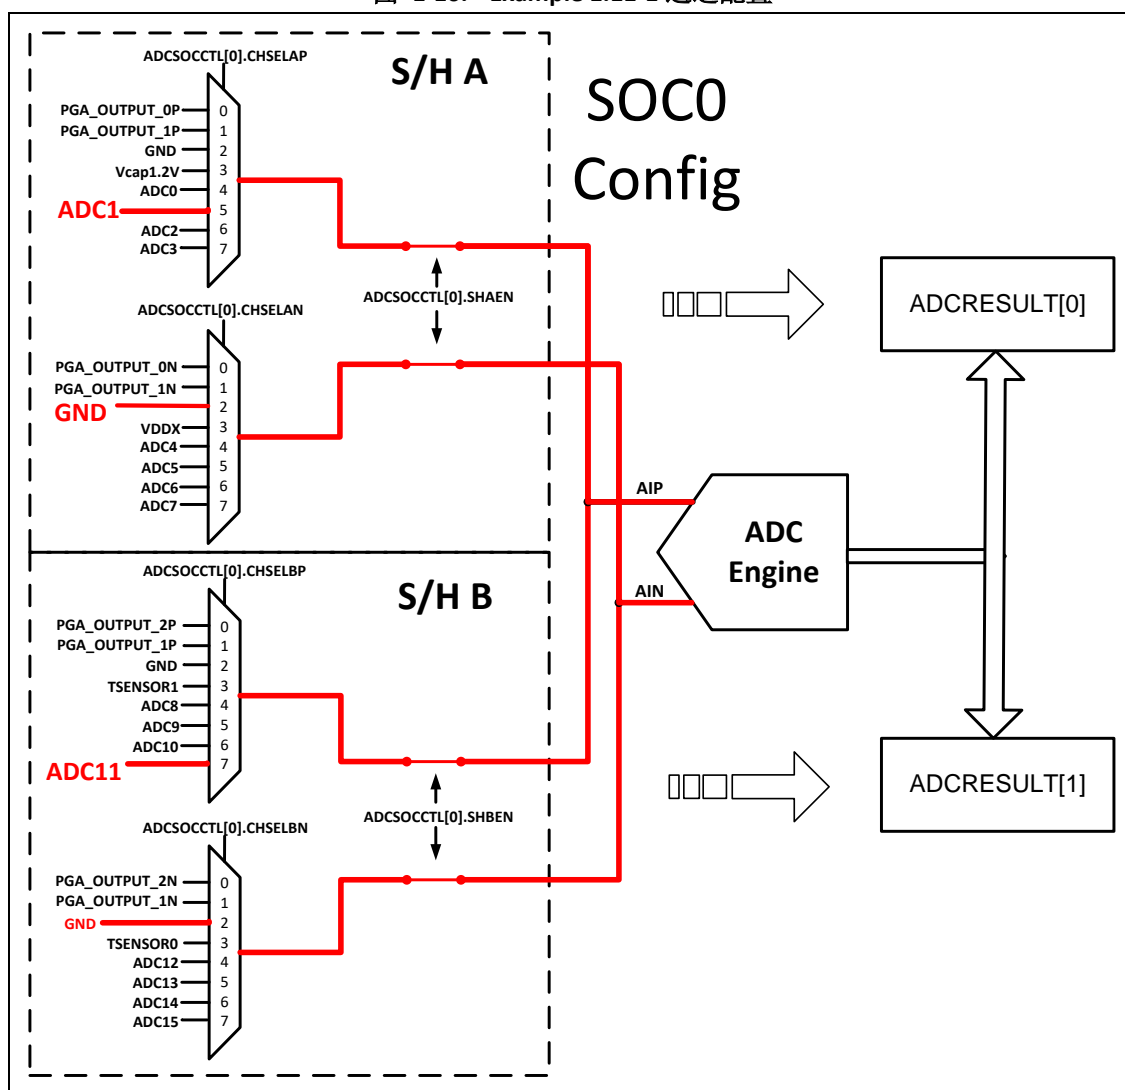 ADCSOCCTL[0].CHSELAP
S/H A
PGA_OUTPUT_0P
0
PGA_OUTPUT_1P
1
GND
2
Vcap1.2V
3
ADC0
4
ADC1
5
ADC2
6
ADC3
7
SOC0
Config
ADCSOCCTL[0].SHAEN
ADCSOCCTL[0].CHSELAN
PGA_OUTPUT_0N
0
PGA_OUTPUT_1N
1
GND
2
VDDX
3
ADC4
4
ADC5
5
ADC6
6
ADC7
7
ADCRESULT[0]
AIP
AIN
ADC
Engine
ADCSOCCTL[0].CHSELBP
S/H B
PGA_OUTPUT_2P
0
PGA_OUTPUT_1P
1
GND
2
TSENSOR1
3
ADC8
4
ADC9
5
ADC10
6
ADC11
7
ADCSOCCTL[0].SHBEN
ADCRESULT[1]
ADCSOCCTL[0].CHSELBN
PGA_OUTPUT_2N
0
PGA_OUTPUT_1N
1
GND
2
TSENSOR0
3
ADC12
4
ADC13
5
ADC14
6
ADC15
7